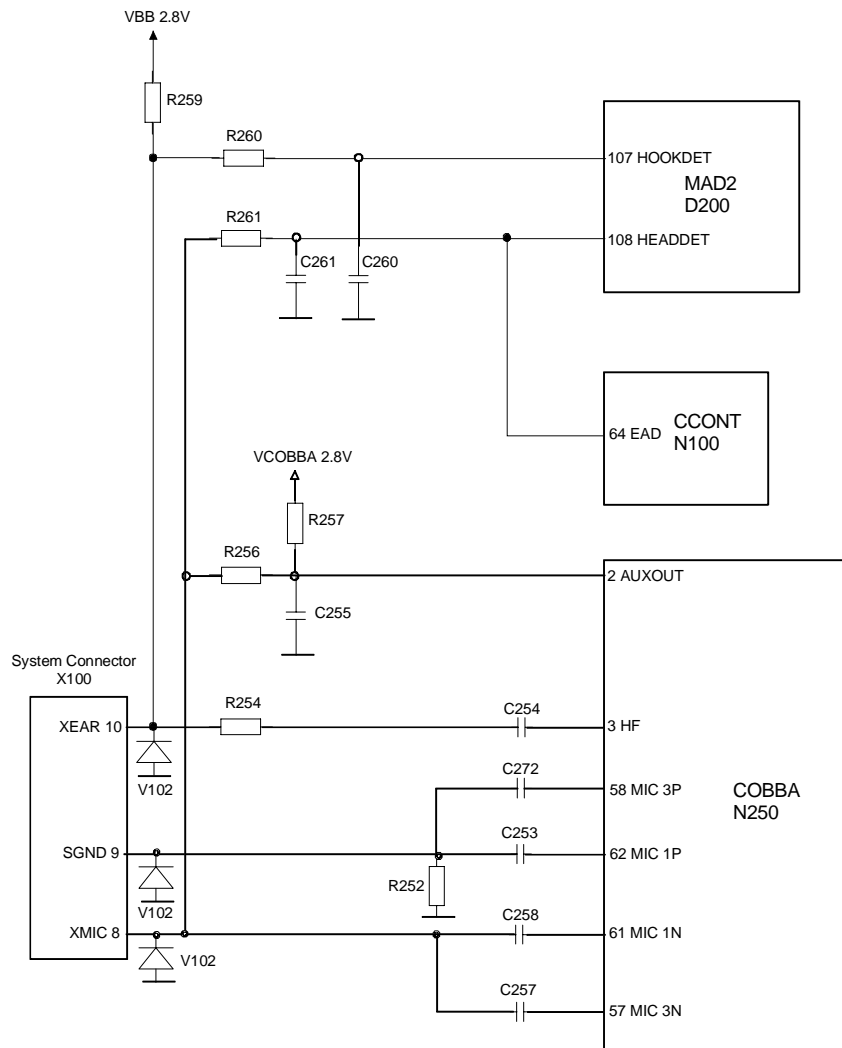 VBB 2.8V
R259
R260
107 HOOKDET
MAD2
D200
R261
108 HEADDET
C261
C260
CCONT
N100
64 EAD
VCOBBA 2.8V
R257
R256
2 AUXOUT
C255
System Connector
X100
R254
C254
XEAR 10
3 HF
V102
C272
58 MIC 3P
COBBA
N250
C253
SGND 9
62 MIC 1P
R252
V102
C258
XMIC 8
61 MIC 1N
V102
C257
57 MIC 3N